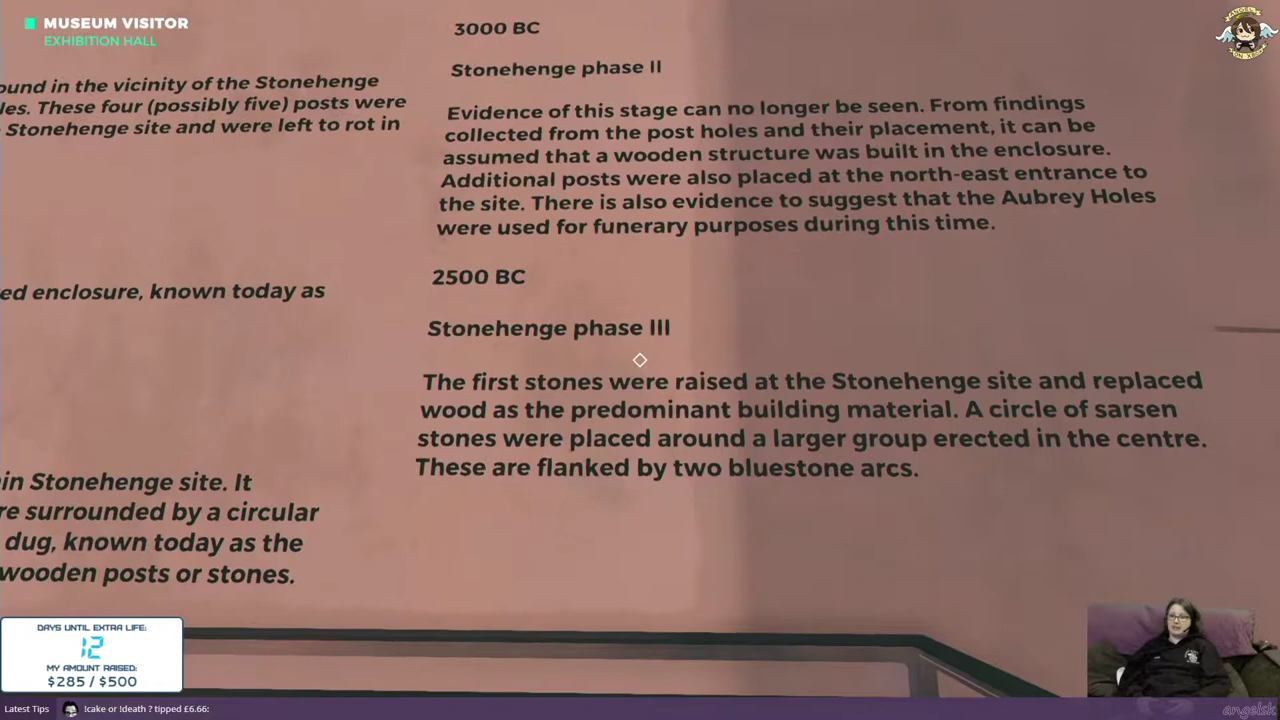 MUSEUM VISITOR
EXHIBITION HALL
ound in the vicinity of the Stonehenge
les. These four (possibly five) posts were
Stonehenge site and were left to rot in
ed enclosure, known today as
in Stonehenge site. It
re surrounded by a circular
dug, known today as the
wooden posts or stones.
3000 BC
Stonehenge phase II
Evidence of this stage can no longer be seen. From findings
collected from the post holes and their placement, it can be
assumed that a wooden structure was built in the enclosure.
Additional posts were also placed at the north-east entrance to
the site. There is also evidence to suggest that the Aubrey Holes
were used for funerary purposes during this time.
2500 BC
Stonehenge phase III
The first stones were raised at the Stonehenge site and replaced
wood as the predominant building material. A circle of sarsen
stones were placed around a larger group erected in the centre.
These are flanked by two bluestone arcs.
DAYS UNTIL EXTRA LIFE:
12
MY AMOUNT RAISED:
$285 / $500
Latest Tips
!cake or !death ? tipped £6.66:
angelsk